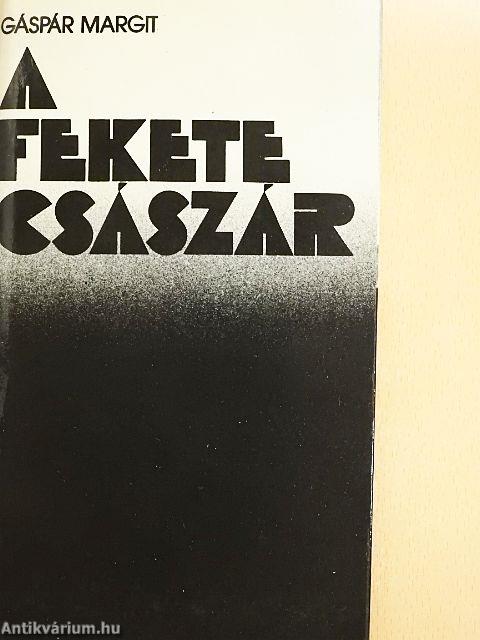 GÁSPÁR MARGIT
A
FEKETE
CSÁSZÁR
Antikvárium.hu